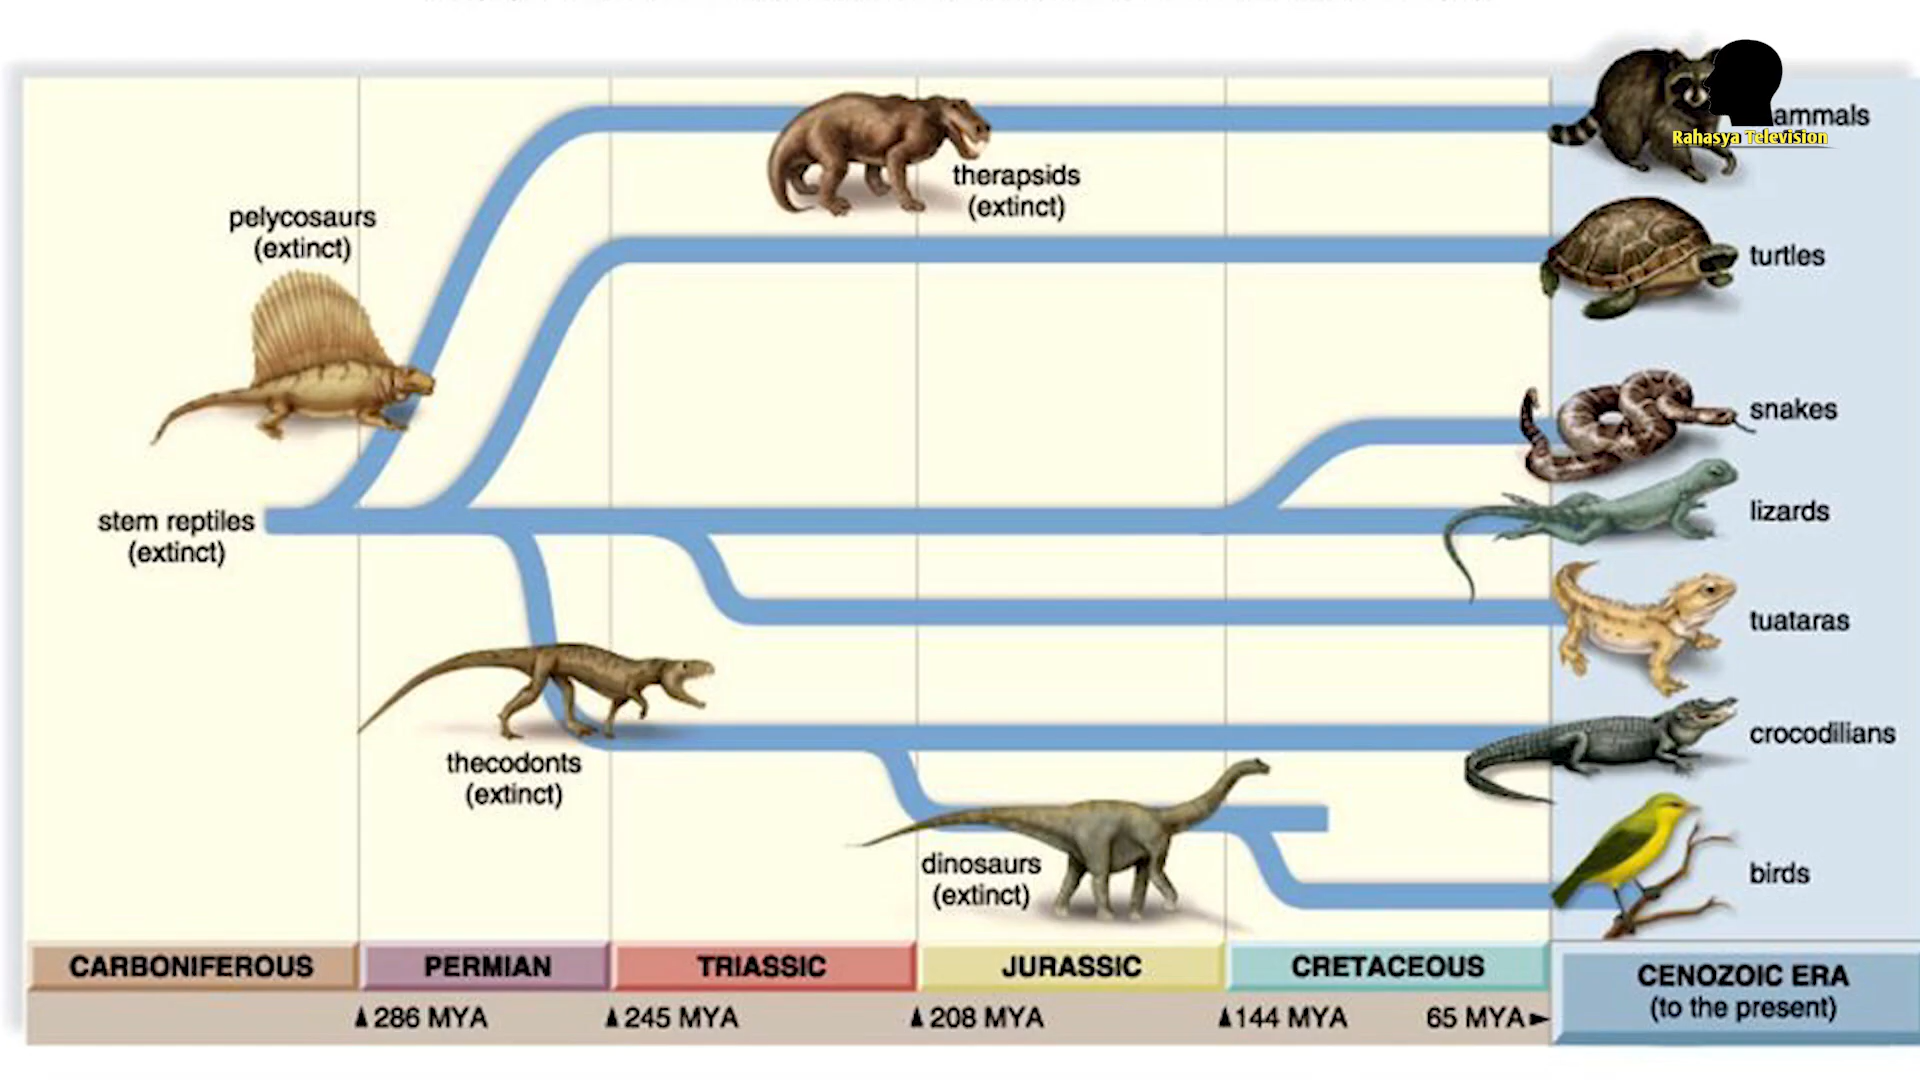 ammals
Rahasya Television
therapsids
(extinct)
pelycosaurs
(extinct)
turtles
snakes
stem reptiles
(extinct)
lizards
tuataras
thecodonts
(extinct)
crocodilians
dinosaurs
(extinct)
birds
CARBONIFEROUS
PERMIAN
TRIASSIC
JURASSIC
CRETACEOUS
CENOZOIC ERA
(to the present)
286 MYA
245 MYA
208 MYA
144 MYA
65 MYA